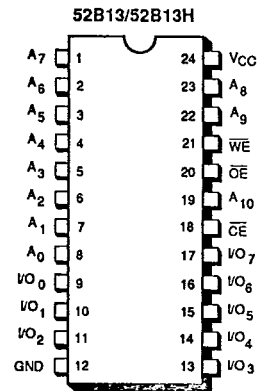 52B13/52B13H
A7 1 24 VCC
A6 2 23 A8
A5 3 22 A9
A4 4 21 WE
A3 5 20 OE
A2 6 19 A10
A1 7 18 CE
A0 8 17 I/O7
I/O0 9 16 I/O6
I/O1 10 15 I/O5
I/O2 11 14 I/O4
GND 12 13 I/O3